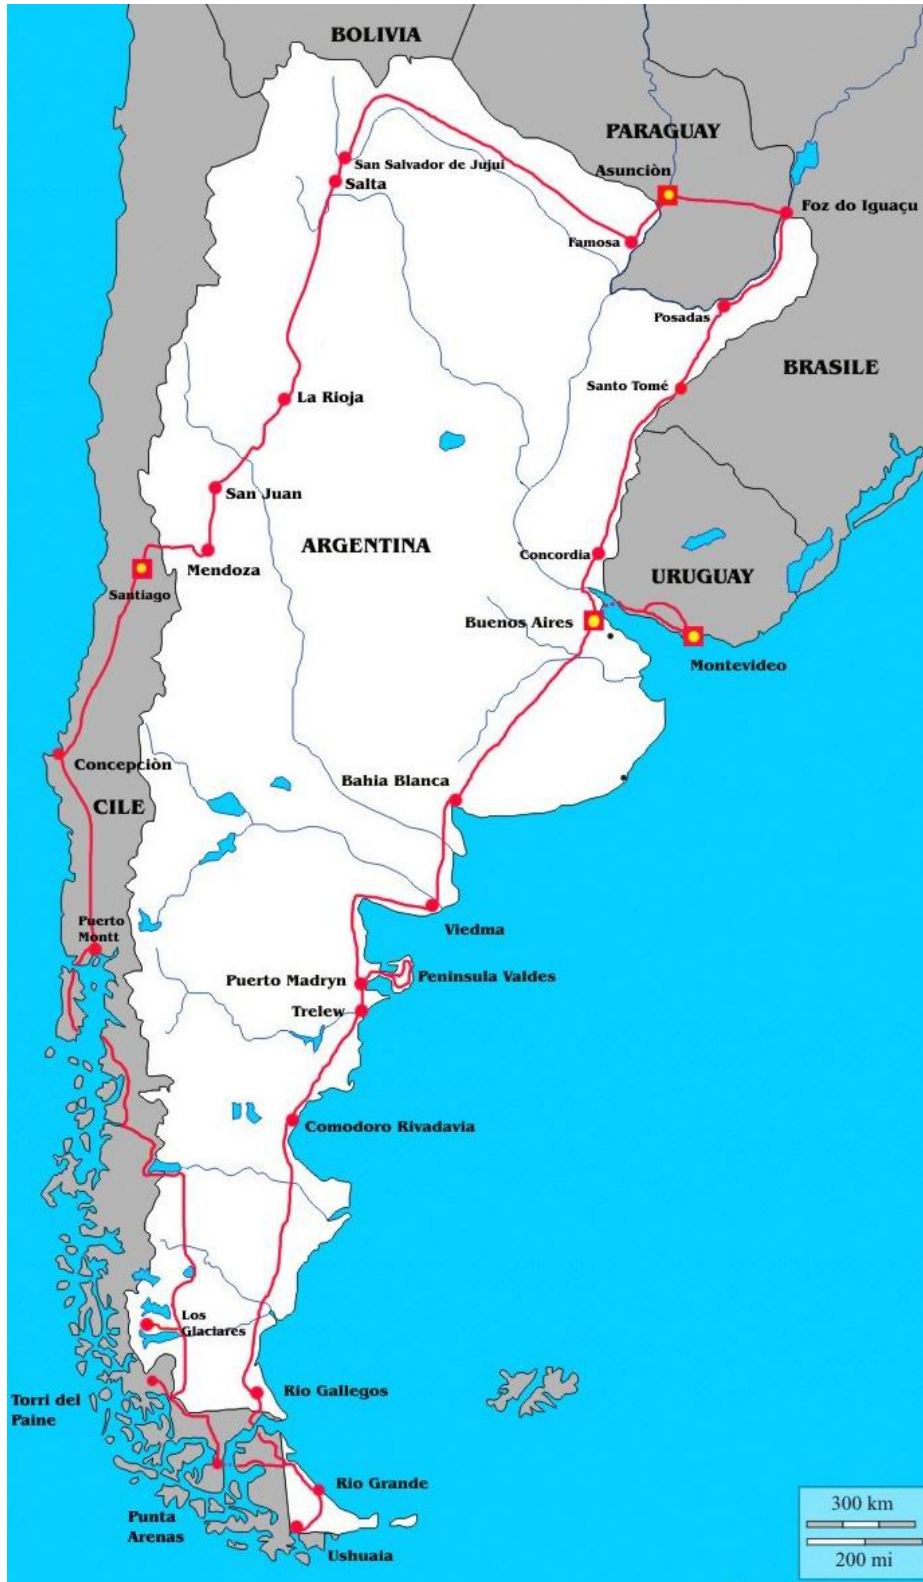 BOLIVIA
PARAGUAY
Asunciòn
San Salvador de Jujui
Salta
Foz do Iguaçu
Famosa
Posadas
BRASILE
Santo Tomé
La Rioja
San Juan
ARGENTINA
Concordia
Mendoza
URUGUAY
Santiago
Buenos Aires
Montevideo
Concepciòn
Bahia Blanca
CILE
Puerto
Montt
Viedma
Puerto Madryn
Peninsula Valdes
Trelew
Comodoro Rivadavia
Los
Glaciares
Rio Gallegos
Torri del
Paine
Rio Grande
Punta
Arenas
Ushuaia
300 km
200 mi